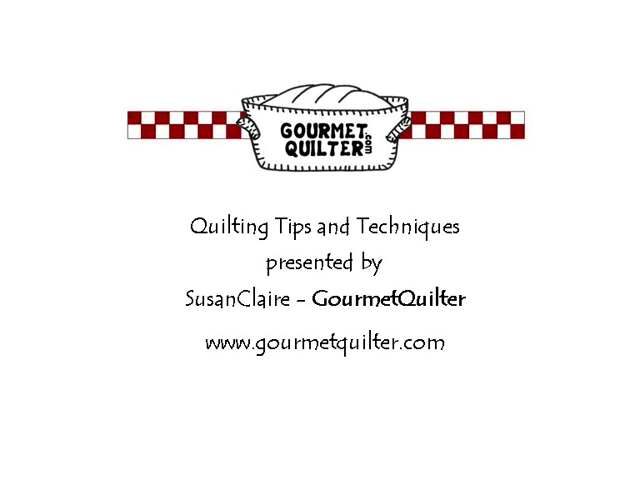 GOURMET
QUILTER.com
Quilting Tips and Techniques
presented by
SusanClaire - GourmetQuilter
www.gourmetquilter.com